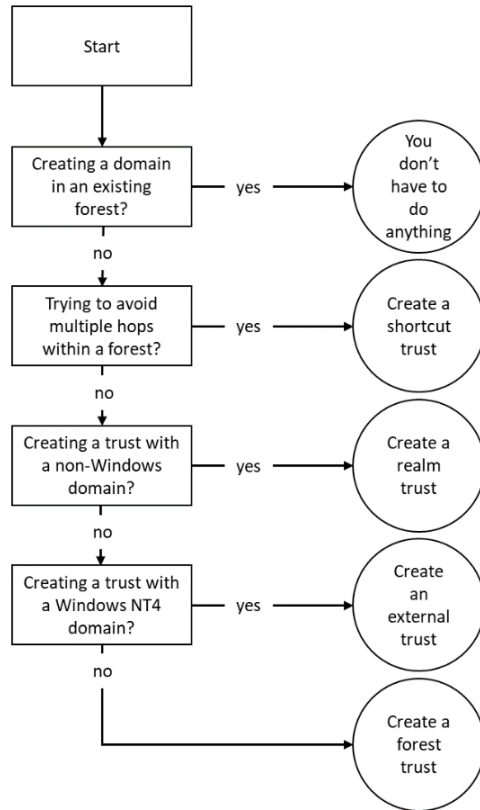 Start
Creating a domain
in an existing
forest?
yes
You
don’t
have to
do
anything
no
Trying to avoid
multiple hops
within a forest?
yes
Create a
shortcut
trust
no
Creating a trust with
a non-Windows
domain?
yes
Create a
realm
trust
no
Creating a trust with
a Windows NT4
domain?
yes
Create
an
external
trust
no
Create a
forest
trust